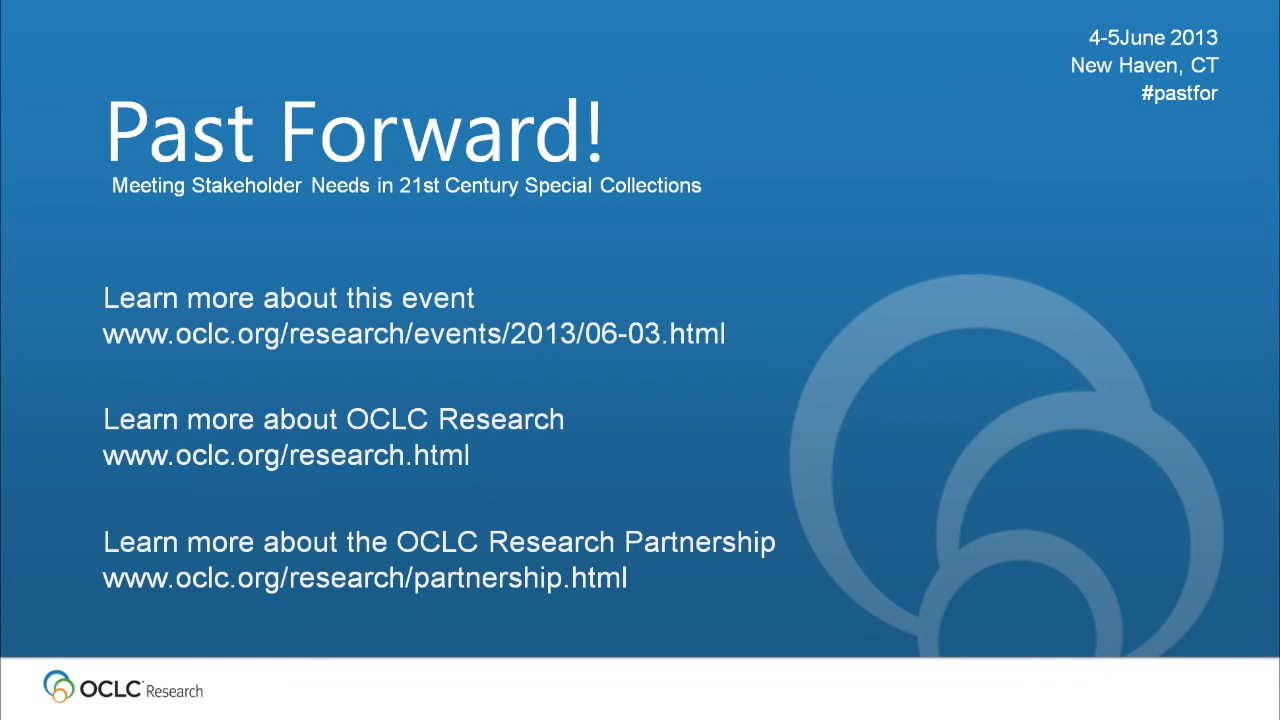 4-5June 2013
New Haven, CT
#pastfor
Past Forward!
Meeting Stakeholder Needs in 21st Century Special Collections
Learn more about this event
www.oclc.org/research/events/2013/06-03.html
Learn more about OCLC Research
www.oclc.org/research.html
Learn more about the OCLC Research Partnership
www.oclc.org/research/partnership.html
OCLC Research